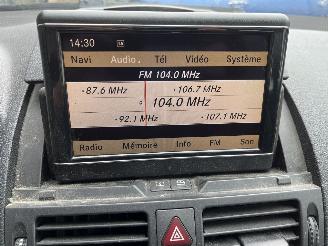 14:30
Navi Audio Tél Vidéo Système
FM 104.0 MHz
87.6 MHz 106.7 MHz
104.0 MHz
92.1 MHz 107.1 MHz
Radio Mémoire Info FM Son